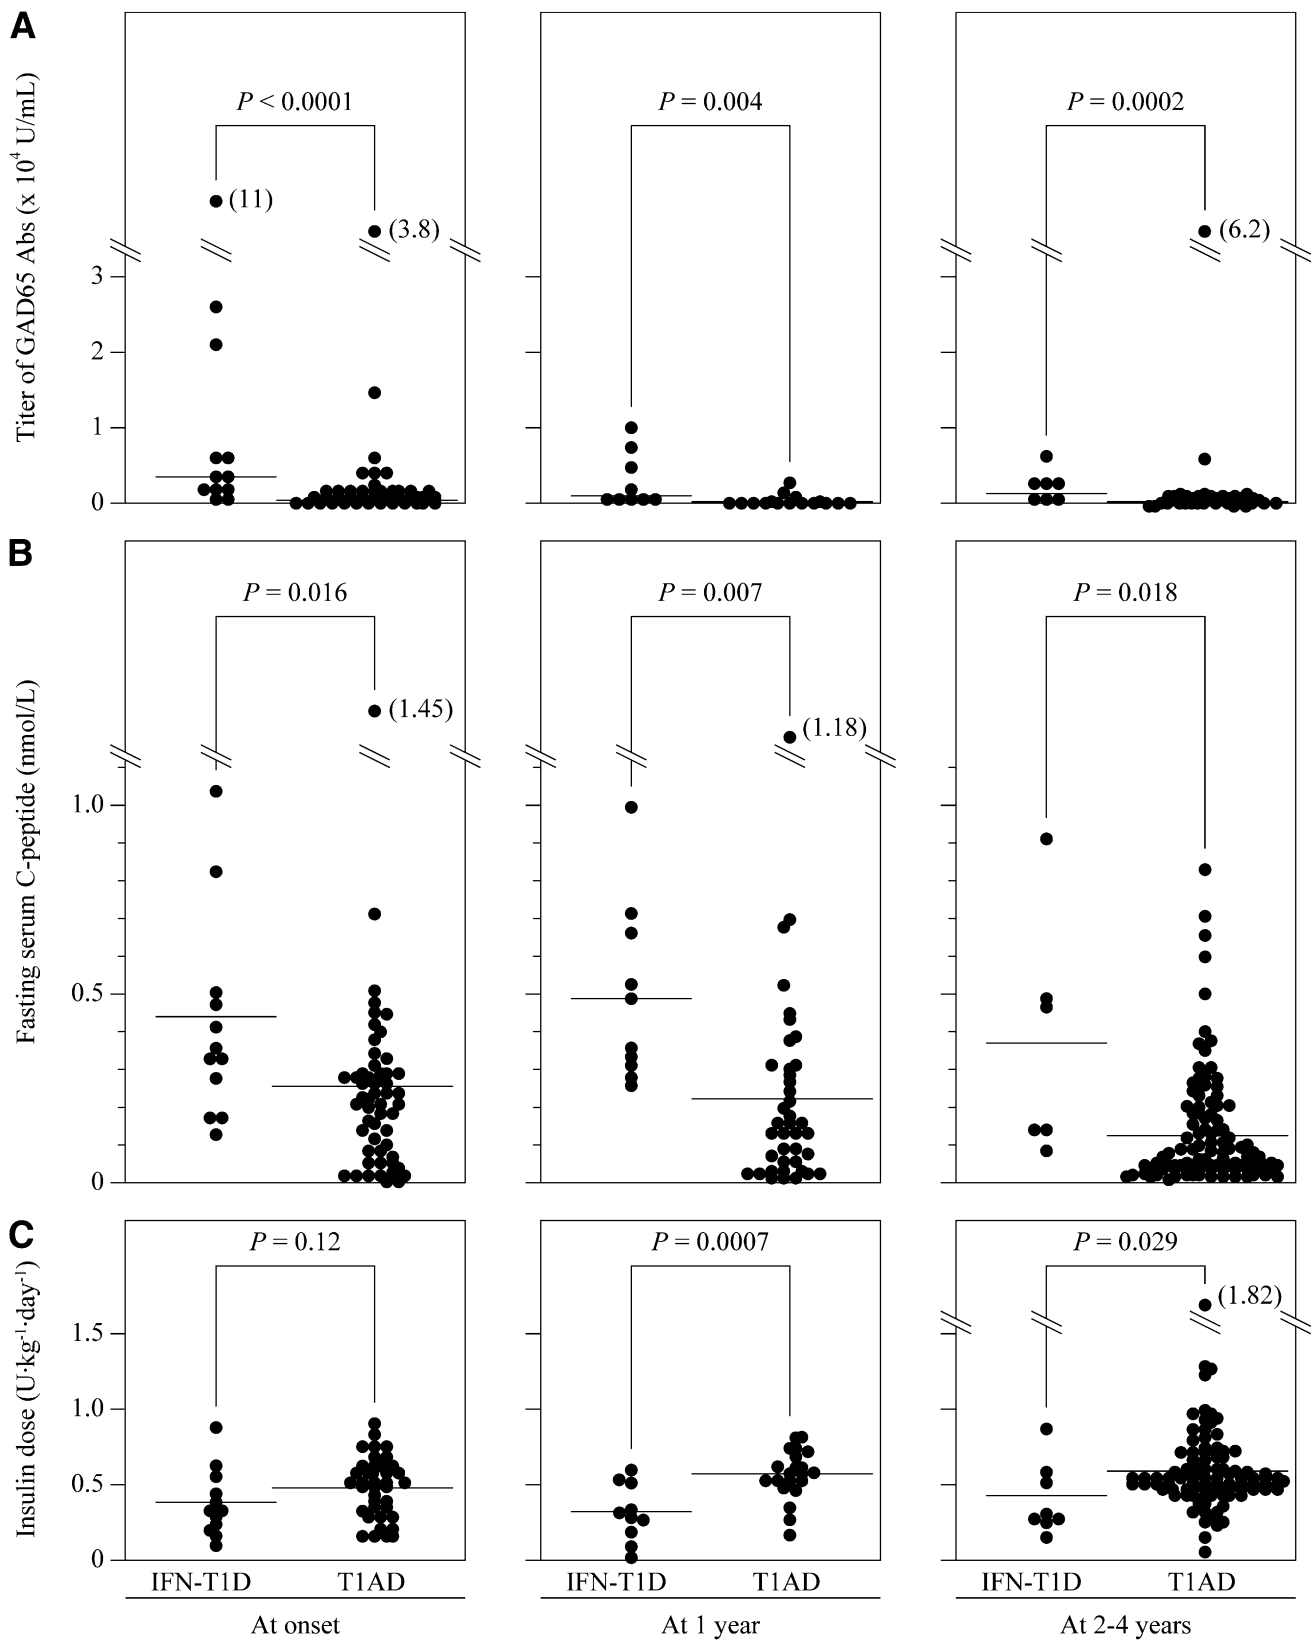 A
Titer of GAD65 Abs (x 10⁴ U/mL)
P < 0.0001
P = 0.004
P = 0.0002
(11)
(3.8)
(6.2)
3
2
1
0
B
Fasting serum C-peptide (nmol/L)
P = 0.016
P = 0.007
P = 0.018
(1.45)
(1.18)
1.0
0.5
0
C
Insulin dose (U·kg⁻¹·day⁻¹)
P = 0.12
P = 0.0007
P = 0.029
(1.82)
1.5
1.0
0.5
0
IFN-T1D T1AD IFN-T1D T1AD IFN-T1D T1AD
At onset At 1 year At 2-4 years